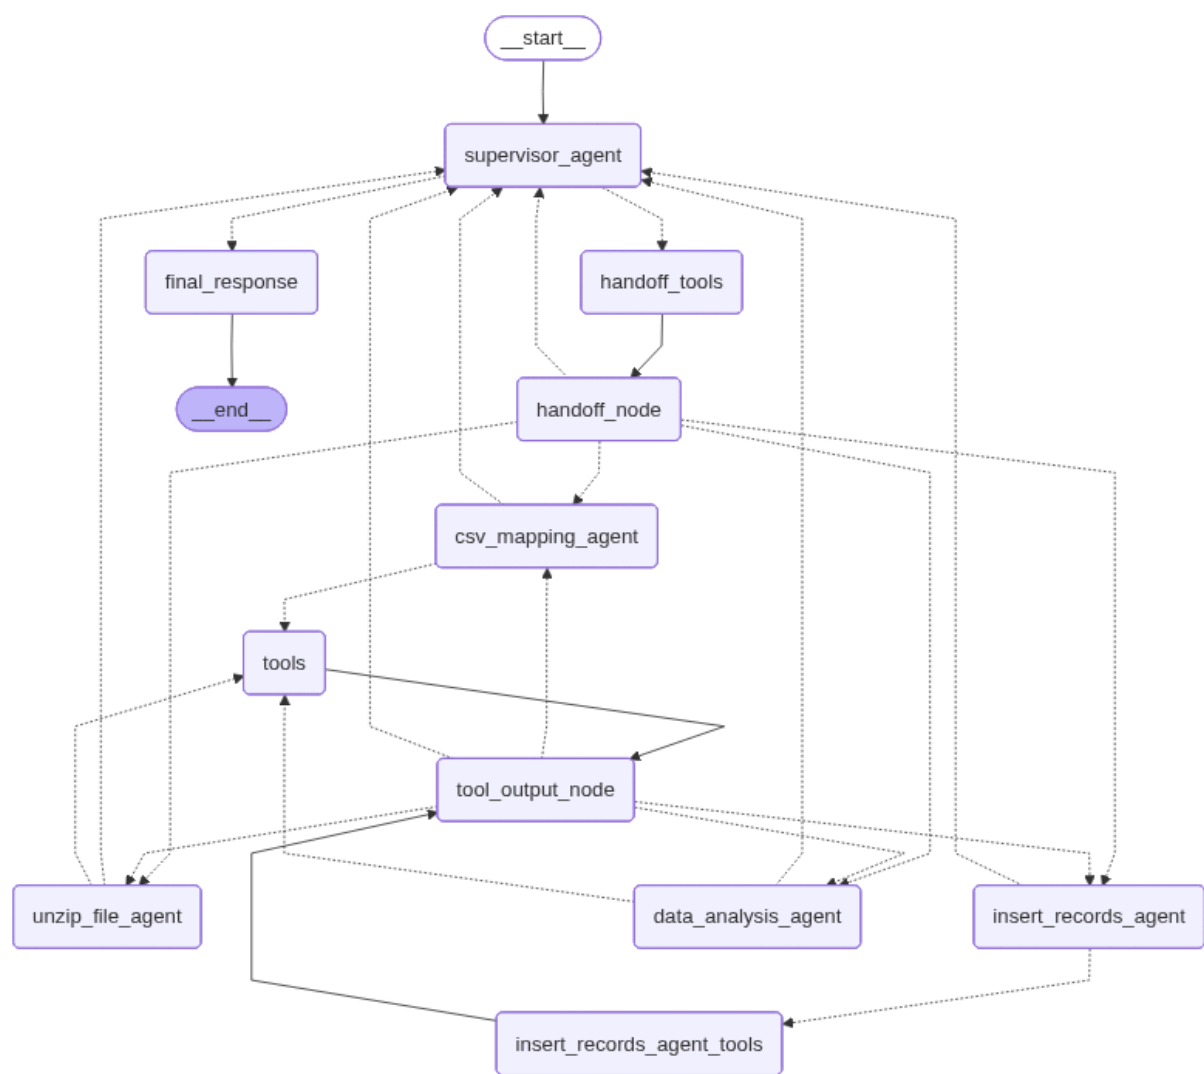 __start__
supervisor_agent
final_response
handoff_tools
__end__
handoff_node
csv_mapping_agent
tools
tool_output_node
unzip_file_agent
data_analysis_agent
insert_records_agent
insert_records_agent_tools